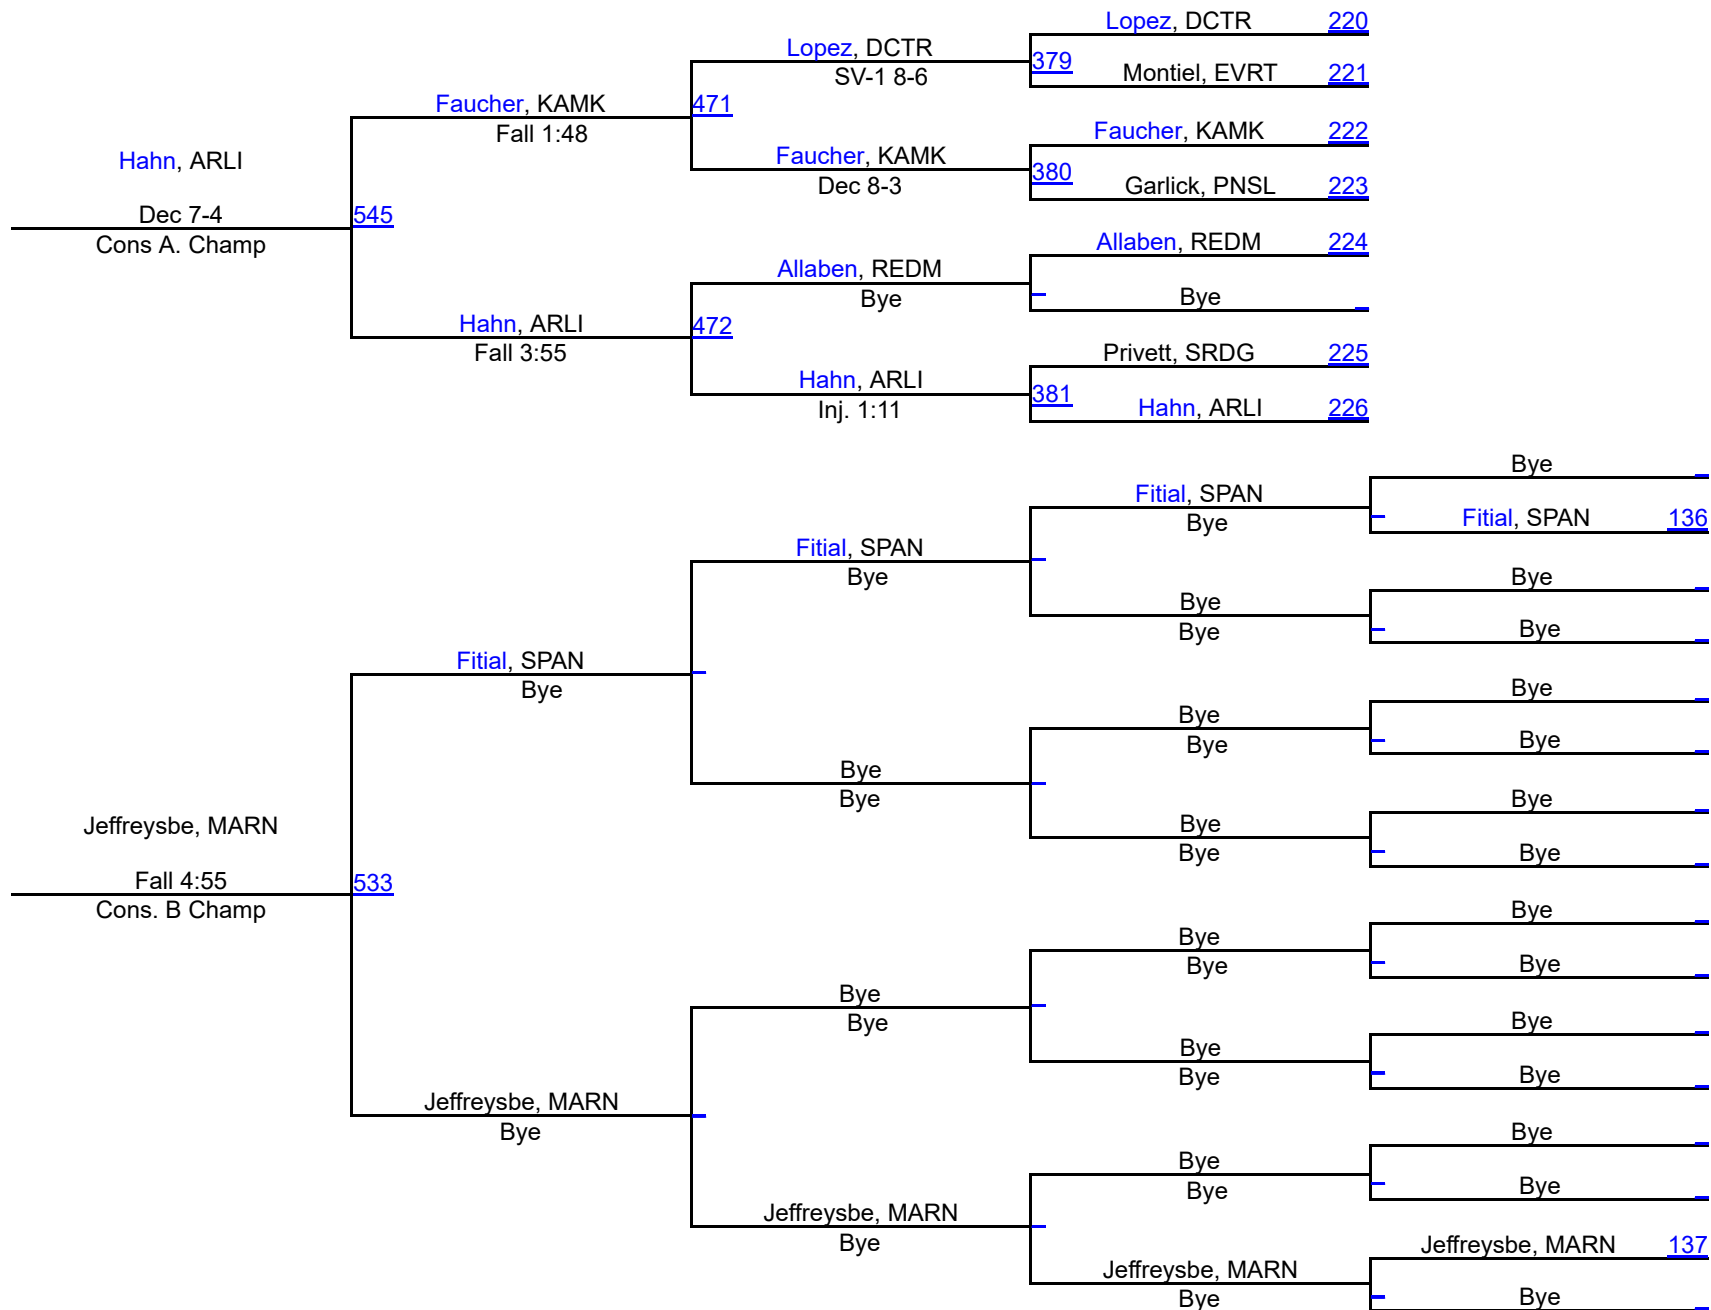 Lopez, DCTR 220
Lopez, DCTR
SV-1 8-6
379
Montiel, EVRT 221
Faucher, KAMK
Fall 1:48
471
Faucher, KAMK 222
Faucher, KAMK
Dec 8-3
380
Garlick, PNSL 223
Hahn, ARLI
Dec 7-4
Cons A. Champ
545
Allaben, REDM 224
Allaben, REDM
Bye
Bye
Hahn, ARLI
Fall 3:55
472
Privett, SRDG 225
Hahn, ARLI
Inj. 1:11
381
Hahn, ARLI 226
Bye
Fitial, SPAN
Bye
Fitial, SPAN 136
Fitial, SPAN
Bye
Bye
Bye
Bye
Bye
Fitial, SPAN
Bye
Bye
Bye
Bye
Bye
Bye
Bye
Bye
Bye
Bye
Bye
Jeffreysbe, MARN
Fall 4:55
Cons. B Champ
533
Bye
Bye
Bye
Bye
Bye
Bye
Bye
Bye
Bye
Bye
Jeffreysbe, MARN
Bye
Bye
Bye
Bye
Bye
Jeffreysbe, MARN
Bye
Jeffreysbe, MARN 137
Jeffreysbe, MARN
Bye
Bye